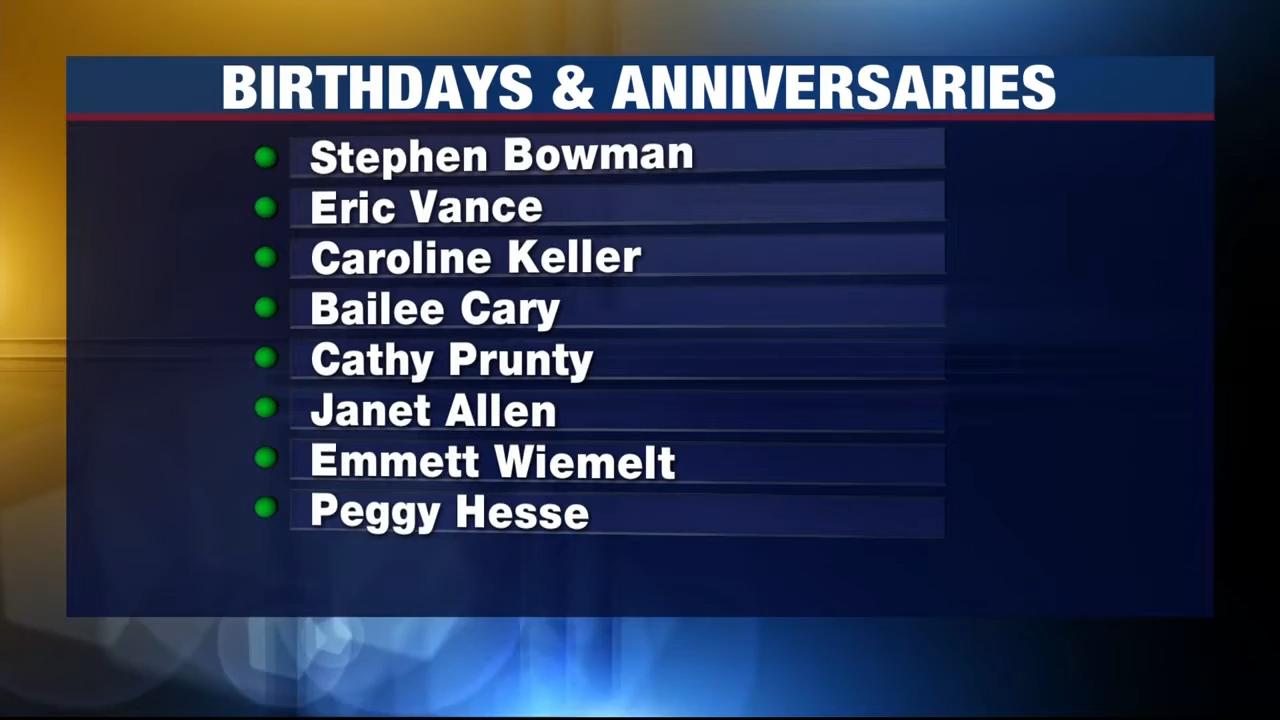 BIRTHDAYS & ANNIVERSARIES
Stephen Bowman
Eric Vance
Caroline Keller
Bailee Cary
Cathy Prunty
Janet Allen
Emmett Wiemelt
Peggy Hesse